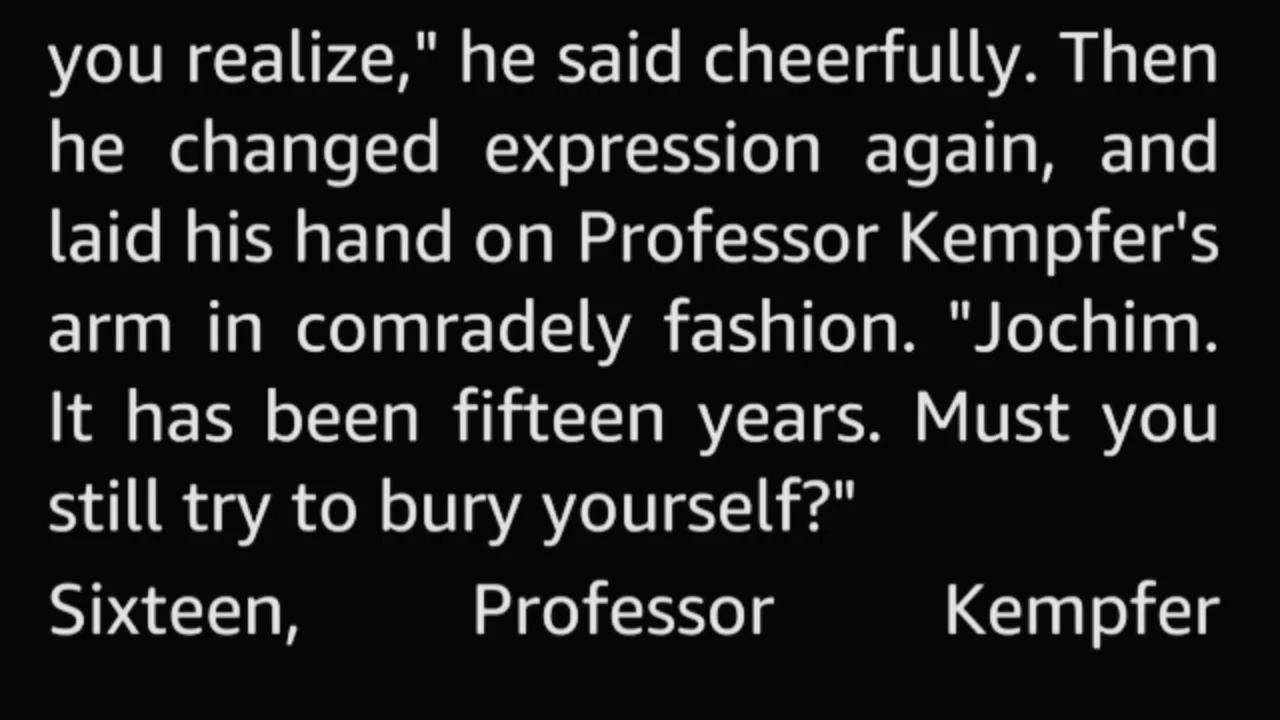 you realize," he said cheerfully. Then
he changed expression again, and
laid his hand on Professor Kempfer's
arm in comradely fashion. "Jochim.
It has been fifteen years. Must you
still try to bury yourself?"
Sixteen, Professor Kempfer